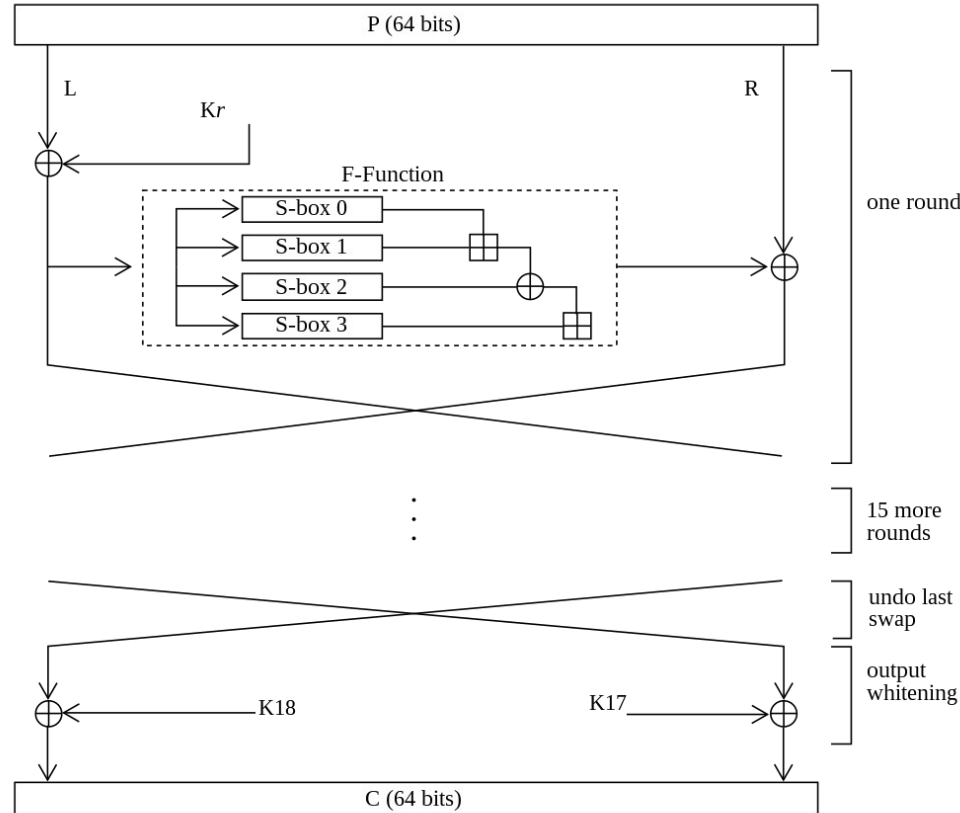 P (64 bits)
L
R
Kr
F-Function
S-box 0
S-box 1
S-box 2
S-box 3
one round
15 more
rounds
undo last
swap
output
whitening
K18
K17
C (64 bits)